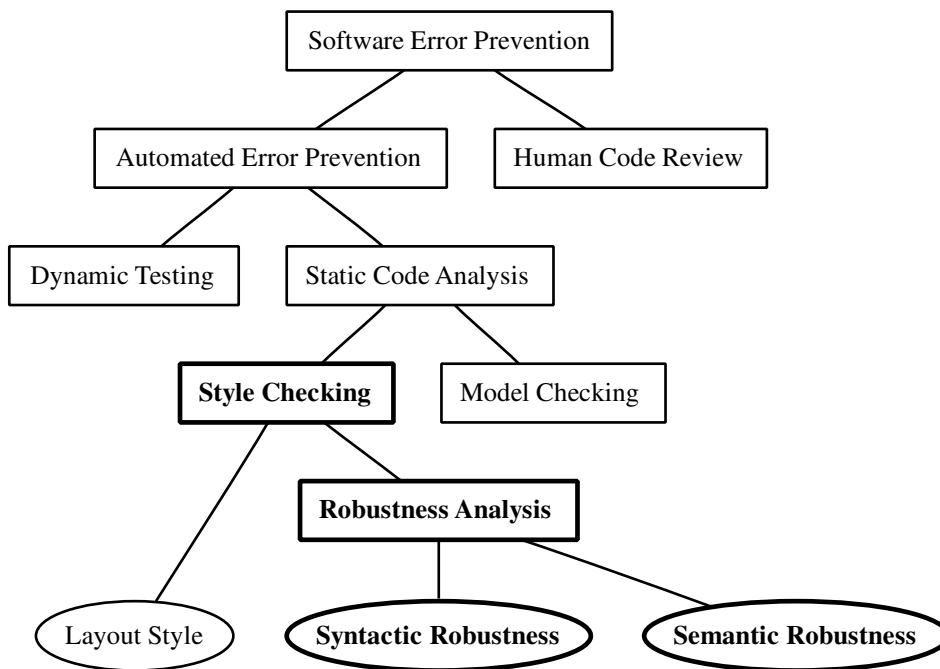 Software Error Prevention
Automated Error Prevention
Human Code Review
Dynamic Testing
Static Code Analysis
Style Checking
Model Checking
Robustness Analysis
Layout Style
Syntactic Robustness
Semantic Robustness